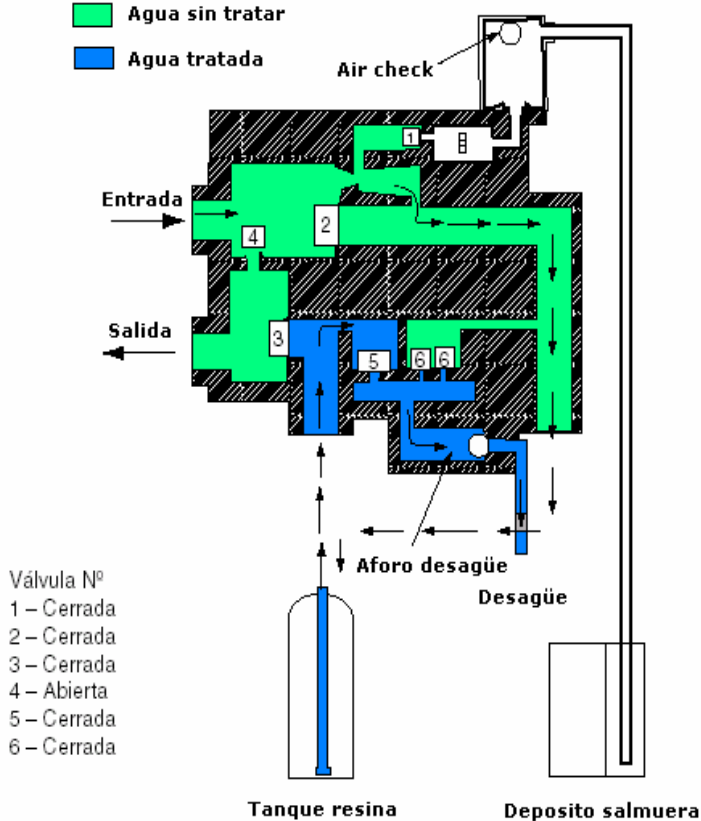 Agua sin tratar
Agua tratada
Air check
1
Entrada
2
4
Salida
3
5
6
6
Aforo desagüe
Desagüe
Válvula Nº
1 – Cerrada
2 – Cerrada
3 – Cerrada
4 – Abierta
5 – Cerrada
6 – Cerrada
Tanque resina
Deposito salmuera